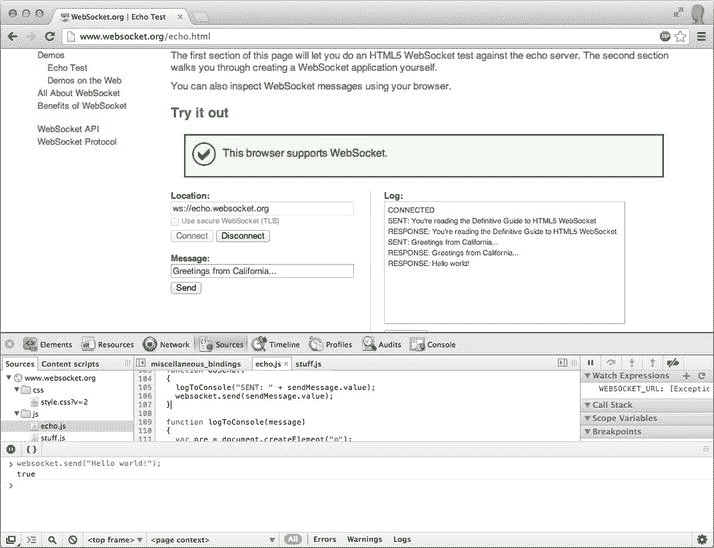 WebSocket.org | Echo Test
www.websocket.org/echo.html
Demos
Echo Test
Demos on the Web
All About WebSocket
Benefits of WebSocket
WebSocket API
WebSocket Protocol
The first section of this page will let you do an HTML5 WebSocket test against the echo server. The second section
walks you through creating a WebSocket application yourself.
You can also inspect WebSocket messages using your browser.
Try it out
This browser supports WebSocket.
Location:
ws://echo.websocket.org
Use secure WebSocket (TLS)
Connect Disconnect
Message:
Greetings from California...
Send
Log:
CONNECTED
SENT: You're reading the Definitive Guide to HTML5 WebSocket
RESPONSE: You're reading the Definitive Guide to HTML5 WebSocket
SENT: Greetings from California...
RESPONSE: Greetings from California...
RESPONSE: Hello world!
Elements Resources Network Sources Timeline Profiles Audits Console
Sources Content scripts
www.websocket.org
css
style.css?v=2
js
echo.js
stuff.js
miscellaneous_bindings echo.js stuff.js
104 {
105 logToConsole("SENT: " + sendMessage.value);
106 websocket.send(sendMessage.value);
107 }
108
109 function logToConsole(message)
110 {
111 var pre = document.createElement("p");
Watch Expressions
WEBSOCKET_URL: [Exceptic
Call Stack
Scope Variables
Breakpoints
{ }
> websocket.send("Hello world!");
true
>
<top frame> <page context> All Errors Warnings Logs